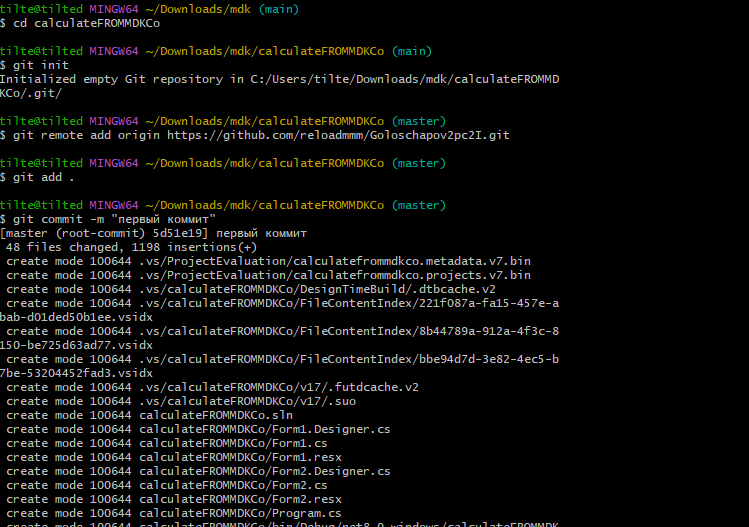 tilte@tilted MINGW64 ~/Downloads/mdk (main)
$ cd calculateFROMMDKCo
tilte@tilted MINGW64 ~/Downloads/mdk/calculateFROMMDKCo (main)
$ git init
Initialized empty Git repository in C:/Users/tilte/Downloads/mdk/calculateFROMMD
KCo/.git/
tilte@tilted MINGW64 ~/Downloads/mdk/calculateFROMMDKCo (master)
$ git remote add origin https://github.com/reloadmmm/Goloschapov2pc2I.git
tilte@tilted MINGW64 ~/Downloads/mdk/calculateFROMMDKCo (master)
$ git add .
tilte@tilted MINGW64 ~/Downloads/mdk/calculateFROMMDKCo (master)
$ git commit -m "первый коммит"
[master (root-commit) 5d51e19] первый коммит
 48 files changed, 1198 insertions(+)
 create mode 100644 .vs/ProjectEvaluation/calculatefrommdkco.metadata.v7.bin
 create mode 100644 .vs/ProjectEvaluation/calculatefrommdkco.projects.v7.bin
 create mode 100644 .vs/calculateFROMMDKCo/DesignTimeBuild/.dtbcache.v2
 create mode 100644 .vs/calculateFROMMDKCo/FileContentIndex/221f087a-fa15-457e-a
bab-d01ded50b1ee.vsidx
 create mode 100644 .vs/calculateFROMMDKCo/FileContentIndex/8b44789a-912a-4f3c-8
150-be725d63ad77.vsidx
 create mode 100644 .vs/calculateFROMMDKCo/FileContentIndex/bbe94d7d-3e82-4ec5-b
7be-53204452fad3.vsidx
 create mode 100644 .vs/calculateFROMMDKCo/v17/.futdcache.v2
 create mode 100644 .vs/calculateFROMMDKCo/v17/.suo
 create mode 100644 calculateFROMMDKCo.sln
 create mode 100644 calculateFROMMDKCo/Form1.Designer.cs
 create mode 100644 calculateFROMMDKCo/Form1.cs
 create mode 100644 calculateFROMMDKCo/Form1.resx
 create mode 100644 calculateFROMMDKCo/Form2.Designer.cs
 create mode 100644 calculateFROMMDKCo/Form2.cs
 create mode 100644 calculateFROMMDKCo/Form2.resx
 create mode 100644 calculateFROMMDKCo/Program.cs
 create mode 100644 calculateFROMMDKCo/bin/Debug/net8.0-windows/calculateFROMMDK